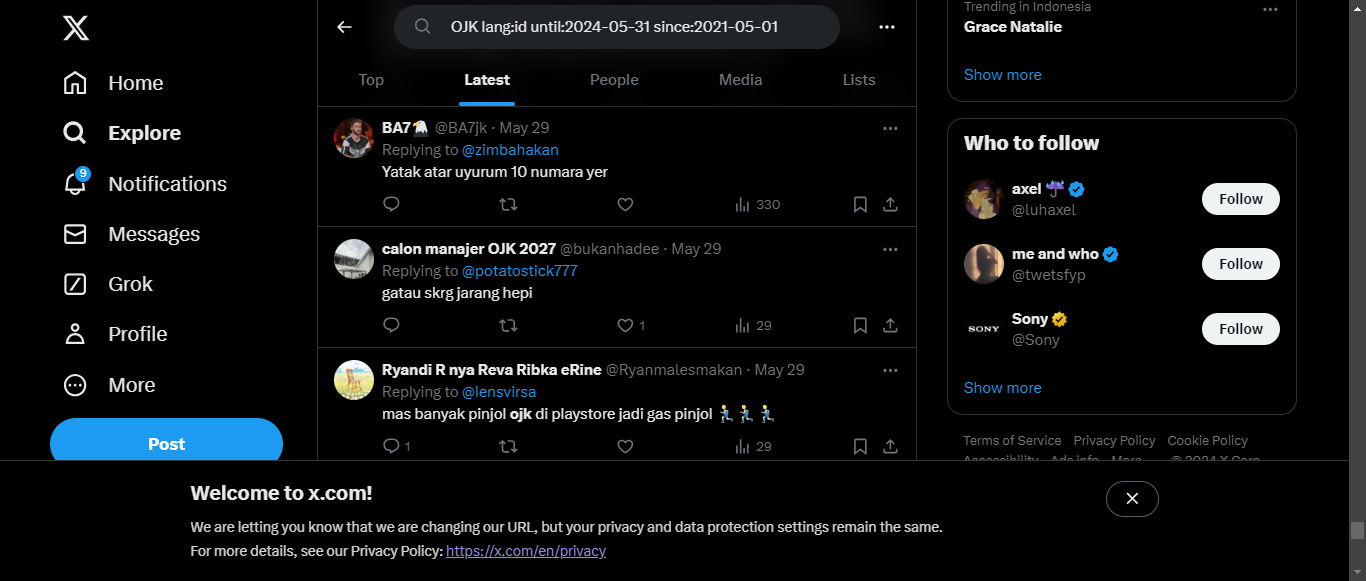 Home
Explore
9
Notifications
Messages
Grok
Profile
More
Post
OJK lang:id until:2024-05-31 since:2021-05-01
Top Latest People Media Lists
BA7🦅 @BA7jk · May 29
Replying to @zimbahakan
Yatak atar uyurum 10 numara yer
330
calon manajer OJK 2027 @bukanhadee · May 29
Replying to @potatostick777
gatau skrg jarang hepi
1 29
Ryandi R nya Reva Ribka eRine @Ryanmalesmakan · May 29
Replying to @lensvirsa
mas banyak pinjol ojk di playstore jadi gas pinjol 🏃‍♂️🏃‍♂️🏃‍♂️
1 29
Trending in Indonesia
Grace Natalie
Show more
Who to follow
axel ☔
@luhaxel
Follow
me and who
@twetsfyp
Follow
SONY
Sony
@Sony
Follow
Show more
Terms of Service Privacy Policy Cookie Policy
Accessibility Ads info More © 2024 X Corp.
Welcome to x.com!
We are letting you know that we are changing our URL, but your privacy and data protection settings remain the same.
For more details, see our Privacy Policy: https://x.com/en/privacy